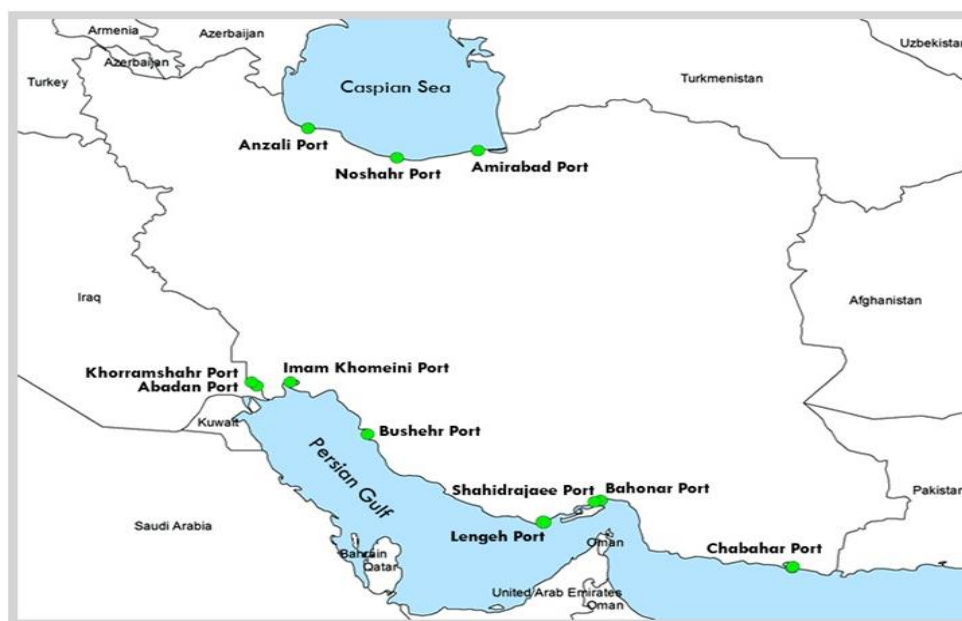 Armenia
Azerbaijan
Uzbekistan
Azerbaijan
Turkey
Turkmenistan
Caspian Sea
Anzali Port
Noshahr Port
Amirabad Port
Iraq
Afghanistan
Khorramshahr Port
Imam Khomeini Port
Abadan Port
Kuwait
Bushehr Port
Persian Gulf
Shahidrajaee Port
Bahonar Port
Pakistan
Saudi Arabia
Lengeh Port
Oman
Chabahar Port
Bahrain
Qatar
United Arab Emirates
Oman